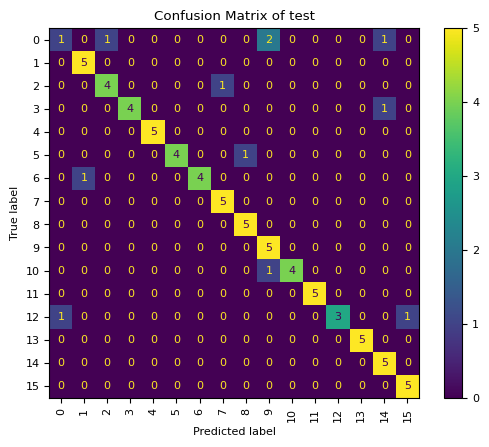 Confusion Matrix of test
True label
0 1 0 1 0 0 0 0 0 0 2 0 0 0 0 1 0
1 0 5 0 0 0 0 0 0 0 0 0 0 0 0 0 0
2 0 0 4 0 0 0 0 1 0 0 0 0 0 0 0 0
3 0 0 0 4 0 0 0 0 0 0 0 0 0 0 1 0
4 0 0 0 0 5 0 0 0 0 0 0 0 0 0 0 0
5 0 0 0 0 0 4 0 0 1 0 0 0 0 0 0 0
6 0 1 0 0 0 0 4 0 0 0 0 0 0 0 0 0
7 0 0 0 0 0 0 0 5 0 0 0 0 0 0 0 0
8 0 0 0 0 0 0 0 0 5 0 0 0 0 0 0 0
9 0 0 0 0 0 0 0 0 0 5 0 0 0 0 0 0
10 0 0 0 0 0 0 0 0 0 1 4 0 0 0 0 0
11 0 0 0 0 0 0 0 0 0 0 0 5 0 0 0 0
12 1 0 0 0 0 0 0 0 0 0 0 0 3 0 0 1
13 0 0 0 0 0 0 0 0 0 0 0 0 0 5 0 0
14 0 0 0 0 0 0 0 0 0 0 0 0 0 0 5 0
15 0 0 0 0 0 0 0 0 0 0 0 0 0 0 0 5
0 1 2 3 4 5 6 7 8 9 10 11 12 13 14 15
Predicted label
5
4
3
2
1
0